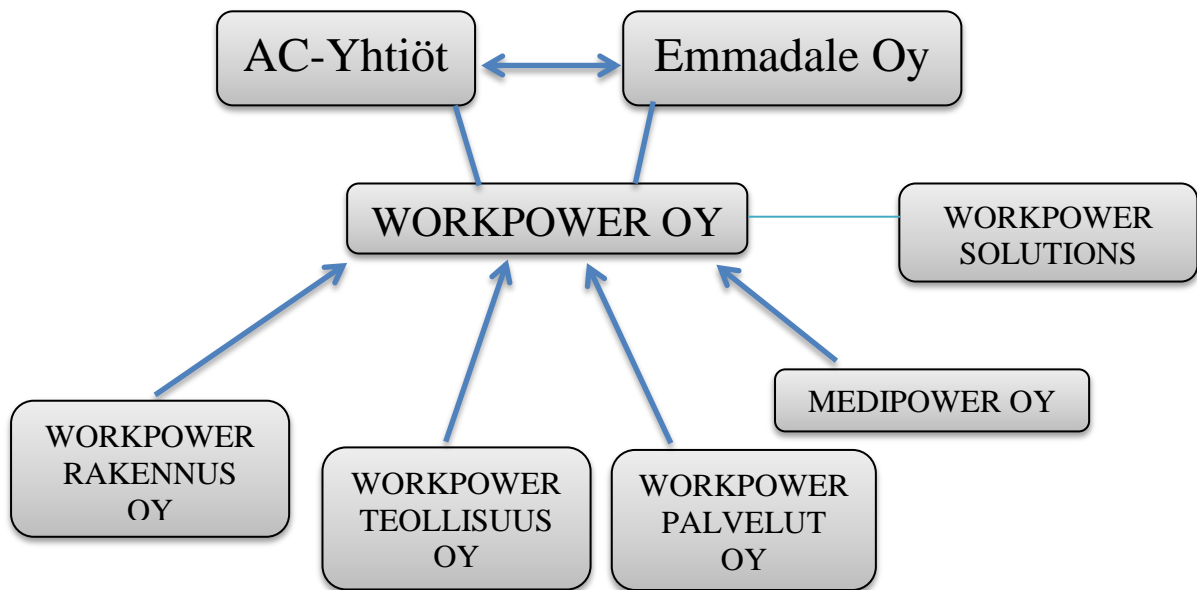 AC-Yhtiöt
Emmadale Oy
WORKPOWER OY
WORKPOWER
SOLUTIONS
MEDIPOWER OY
WORKPOWER
RAKENNUS
OY
WORKPOWER
TEOLLISUUS
OY
WORKPOWER
PALVELUT
OY